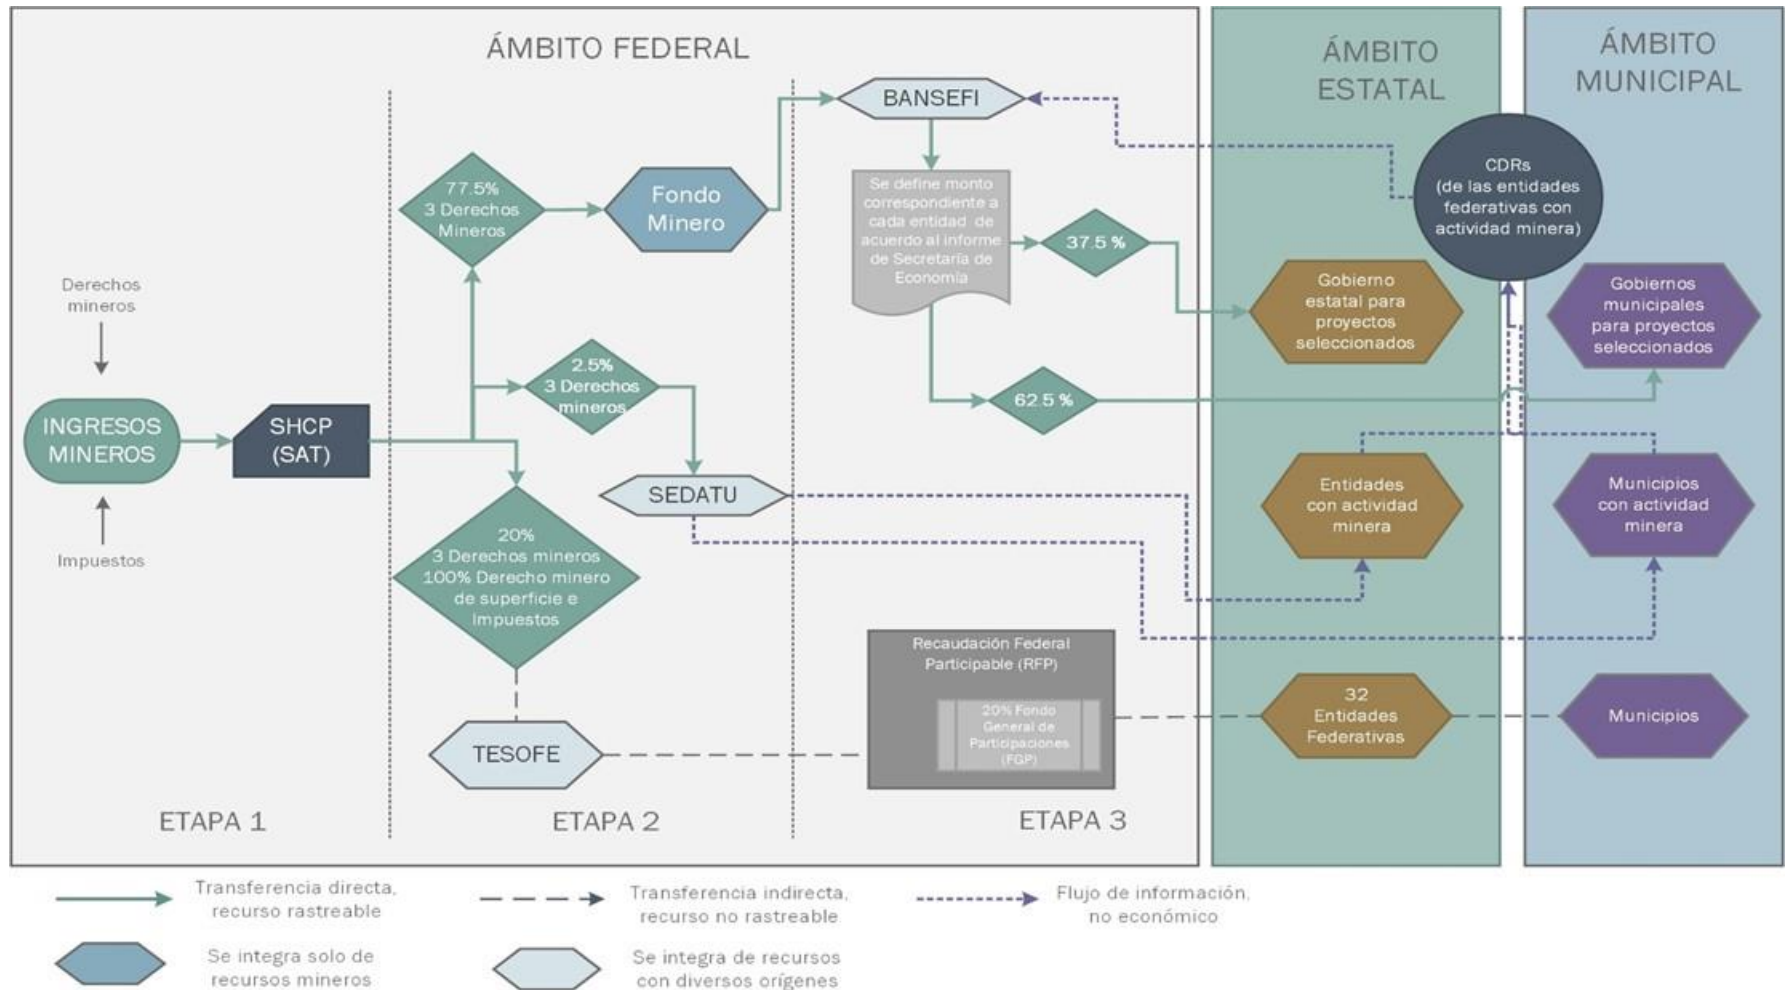 ÁMBITO FEDERAL
ÁMBITO
ESTATAL
ÁMBITO
MUNICIPAL
BANSEFI
77.5%
3 Derechos
Mineros
Fondo
Minero
Se define monto
correspondiente a
cada entidad de
acuerdo al informe
de Secretaría de
Economía
37.5 %
CDRs
(de las entidades
federativas con
actividad minera)
Gobierno
estatal para
proyectos
seleccionados
Gobiernos
municipales
para proyectos
seleccionados
Derechos
mineros
2.5%
3 Derechos
mineros
62.5 %
INGRESOS
MINEROS
SHCP
(SAT)
SEDATU
Entidades
con actividad
minera
Municipios
con actividad
minera
Impuestos
20%
3 Derechos mineros
100% Derecho minero
de superficie e
Impuestos
Recaudación Federal
Participable (RFP)
20% Fondo
General de
Participaciones
(FGP)
32
Entidades
Federativas
Municipios
TESOFE
ETAPA 1
ETAPA 2
ETAPA 3
Transferencia directa,
recurso rastreable
Transferencia indirecta,
recurso no rastreable
Flujo de información,
no económico
Se integra solo de
recursos mineros
Se integra de recursos
con diversos orígenes